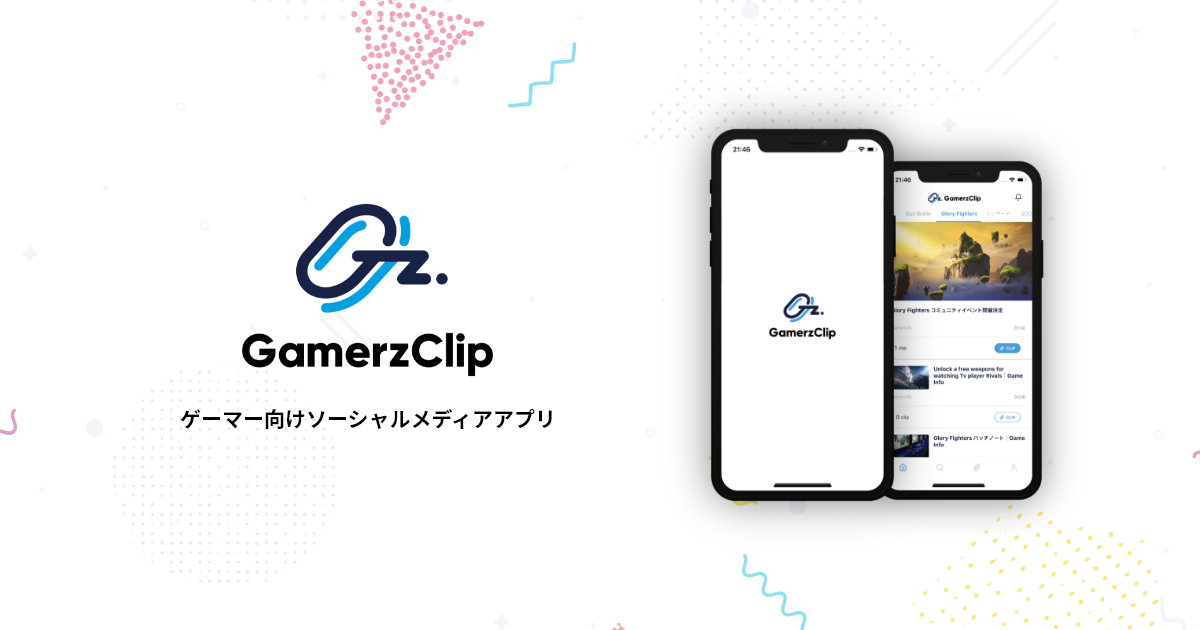 Gz.
GamerzClip
ゲーマー向けソーシャルメディアアプリ
21:46
Gz.
GamerzClip
21:46
Gz. GamerzClip
Gun Battle Glory Fighters
Glory Fighters コミュニティイベント開催決定
1 clip
CLIP
Unlock a free weapons for
watching Tv player Rivals | Game
Info
0 clip
CLIP
Glory Fighters パッチノート | Game
Info